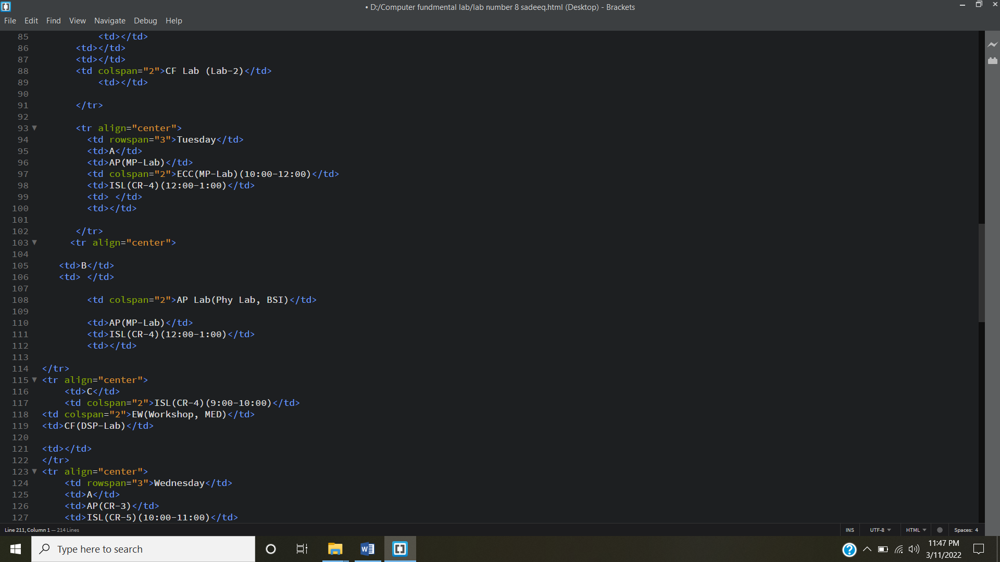 • D:/Computer fundmental lab/lab number 8 sadeeq.html (Desktop) - Brackets
File Edit Find View Navigate Debug Help
85 <td></td>
86 <td></td>
87 <td></td>
88 <td colspan="2">CF Lab (Lab-2)</td>
89 <td></td>
90
91 </tr>
92
93 <tr align="center">
94 <td rowspan="3">Tuesday</td>
95 <td>A</td>
96 <td>AP(MP-Lab)</td>
97 <td colspan="2">ECC(MP-Lab)(10:00-12:00)</td>
98 <td>ISL(CR-4)(12:00-1:00)</td>
99 <td> </td>
100 <td></td>
101
102 </tr>
103 <tr align="center">
104
105 <td>B</td>
106 <td> </td>
107
108 <td colspan="2">AP Lab(Phy Lab, BSI)</td>
109
110 <td>AP(MP-Lab)</td>
111 <td>ISL(CR-4)(12:00-1:00)</td>
112 <td></td>
113
114 </tr>
115 <tr align="center">
116 <td>C</td>
117 <td colspan="2">ISL(CR-4)(9:00-10:00)</td>
118 <td colspan="2">EW(Workshop, MED)</td>
119 <td>CF(DSP-Lab)</td>
120
121 <td></td>
122 </tr>
123 <tr align="center">
124 <td rowspan="3">Wednesday</td>
125 <td>A</td>
126 <td>AP(CR-3)</td>
127 <td>ISL(CR-5)(10:00-11:00)</td>
Line 211, Column 1 — 214 Lines
INS UTF-8 HTML Spaces: 4
Type here to search
11:47 PM
3/11/2022